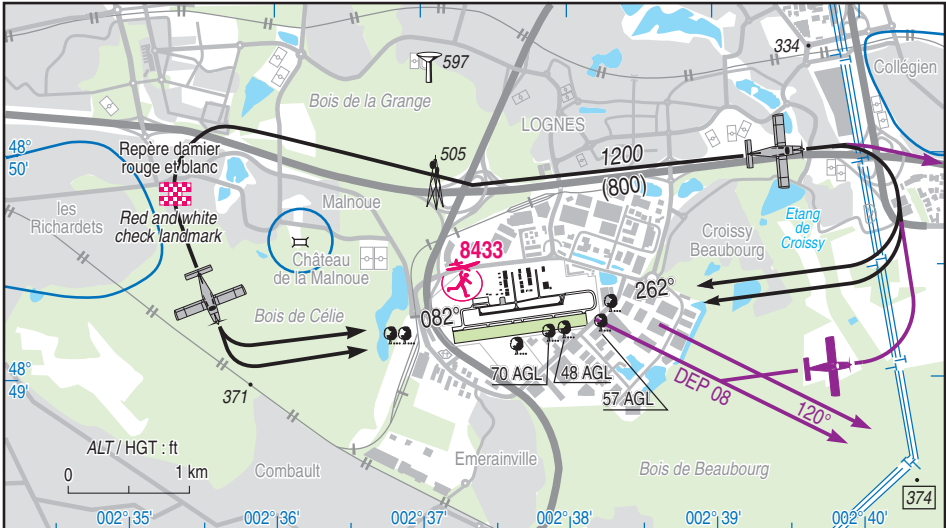 334
Collégien
597
Bois de la Grange
LOGNES
48°
50'
Repère damier
rouge et blanc
505
1200
(800)
les
Richardets
Red and white
check landmark
Malnoue
Château
de la Malnoue
8433
Croissy
Beaubourg
Etang
de
Croissy
Bois de Célie
082°
262°
48°
49'
371
70 AGL
48 AGL
57 AGL
DEP 08
120°
ALT / HGT : ft
0 1 km
Combault
Emerainville
Bois de Beaubourg
374
002° 35'
002° 36'
002° 37'
002° 38'
002° 39'
002° 40'